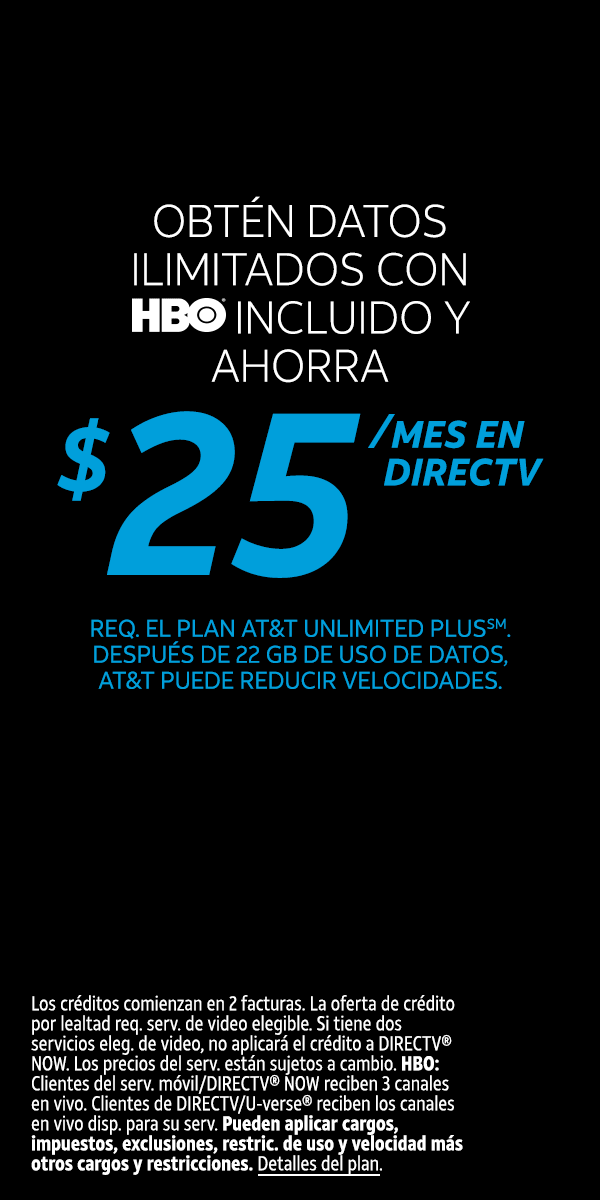 OBTÉN DATOS
ILIMITADOS CON
HBO® INCLUIDO Y
AHORRA
$25/MES EN
DIRECTV
REQ. EL PLAN AT&T UNLIMITED PLUS℠.
DESPUÉS DE 22 GB DE USO DE DATOS,
AT&T PUEDE REDUCIR VELOCIDADES.
Los créditos comienzan en 2 facturas. La oferta de crédito
por lealtad req. serv. de video elegible. Si tiene dos
servicios eleg. de video, no aplicará el crédito a DIRECTV®
NOW. Los precios del serv. están sujetos a cambio. HBO:
Clientes del serv. móvil/DIRECTV® NOW reciben 3 canales
en vivo. Clientes de DIRECTV/U-verse® reciben los canales
en vivo disp. para su serv. Pueden aplicar cargos,
impuestos, exclusiones, restric. de uso y velocidad más
otros cargos y restricciones. Detalles del plan.